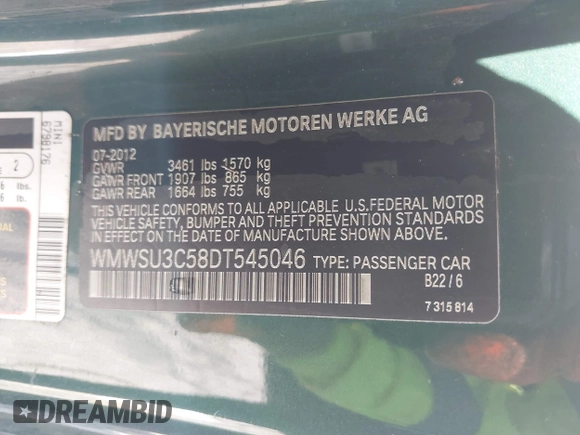 MINI
6798176
2
lbs.
MFD BY BAYERISCHE MOTOREN WERKE AG
07-2012
GVWR 3461 lbs 1570 kg
GAWR FRONT 1907 lbs 865 kg
GAWR REAR 1664 lbs 755 kg
THIS VEHICLE CONFORMS TO ALL APPLICABLE U.S.FEDERAL MOTOR
VEHICLE SAFETY, BUMPER AND THEFT PREVENTION STANDARDS
IN EFFECT ON THE DATE OF MANUFACTURE SHOWN ABOVE.
WMWSU3C58DT545046 TYPE: PASSENGER CAR
B22/6
7 315 814
DREAMBID